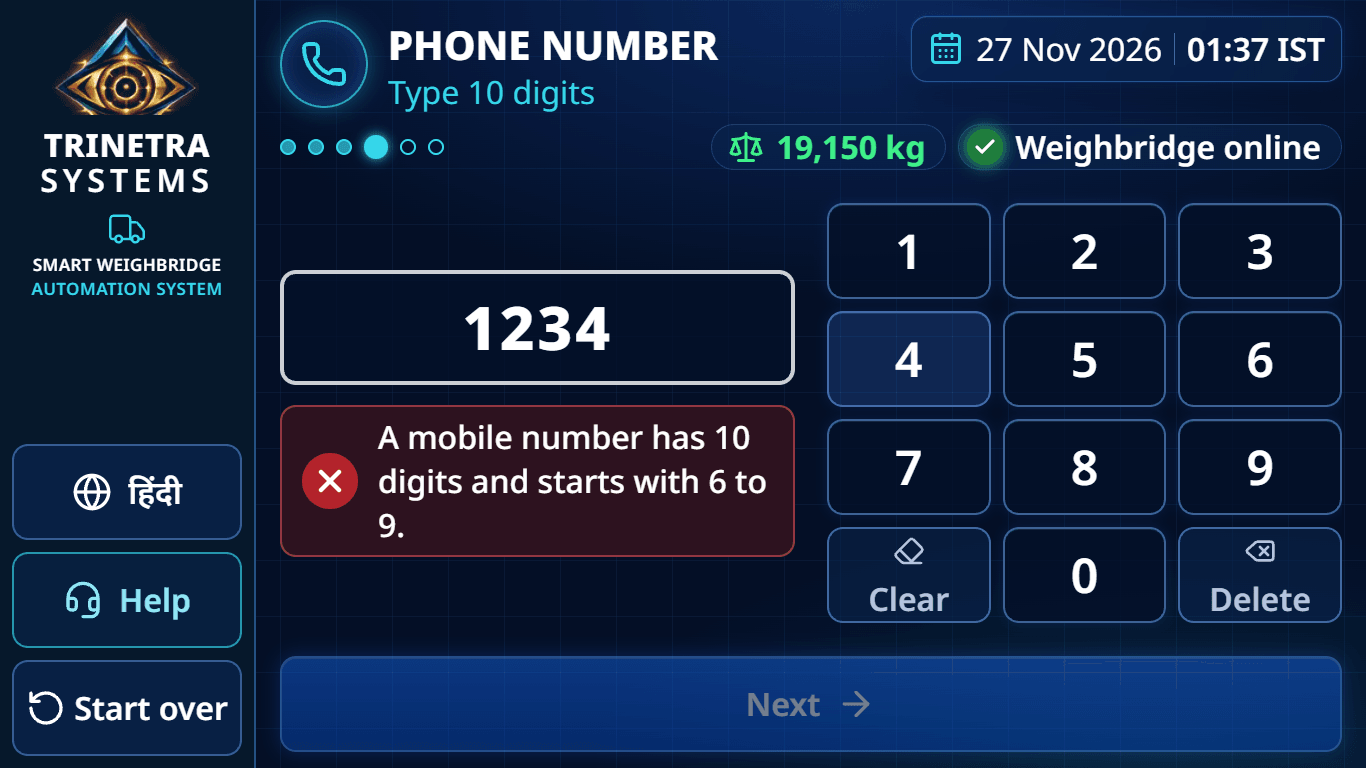 TRINETRA
SYSTEMS
SMART WEIGHBRIDGE
AUTOMATION SYSTEM
हिंदी
Help
Start over
PHONE NUMBER
Type 10 digits
27 Nov 2026 01:37 IST
19,150 kg
Weighbridge online
1234
A mobile number has 10
digits and starts with 6 to
9.
1 2 3
4 5 6
7 8 9
Clear 0 Delete
Next